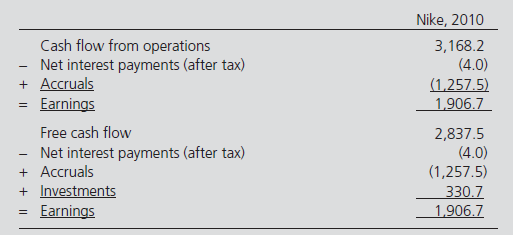 Nike, 2010
Cash flow from operations 3,168.2
− Net interest payments (after tax) (4.0)
+ Accruals (1,257.5)
= Earnings 1,906.7
Free cash flow 2,837.5
− Net interest payments (after tax) (4.0)
+ Accruals (1,257.5)
+ Investments 330.7
= Earnings 1,906.7